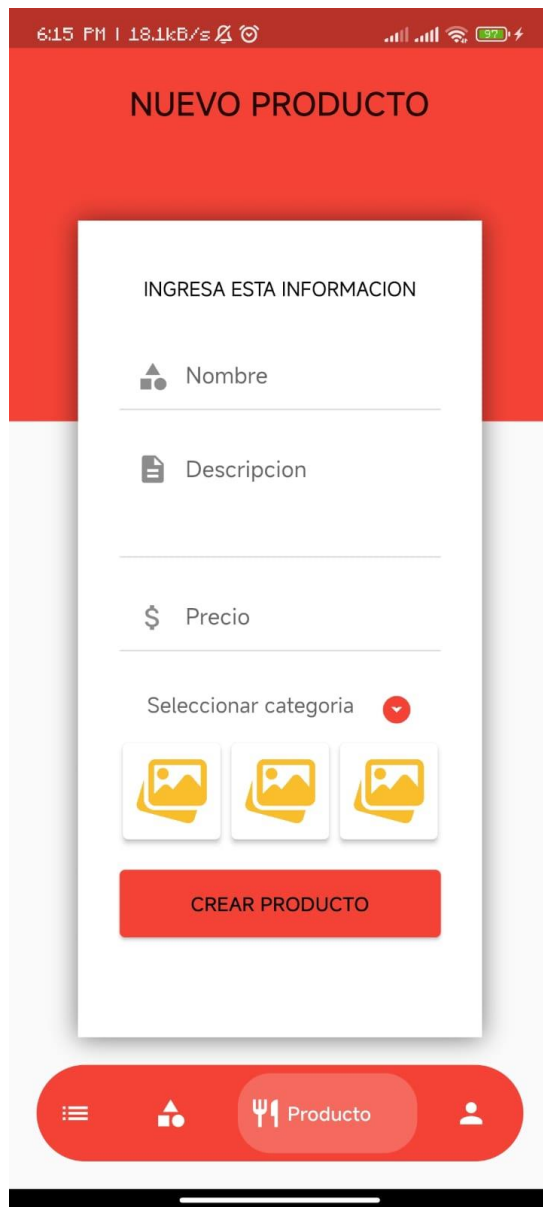 6:15 PM | 18.1kB/s
97
NUEVO PRODUCTO
INGRESA ESTA INFORMACION
Nombre
Descripcion
$ Precio
Seleccionar categoria
CREAR PRODUCTO
Producto